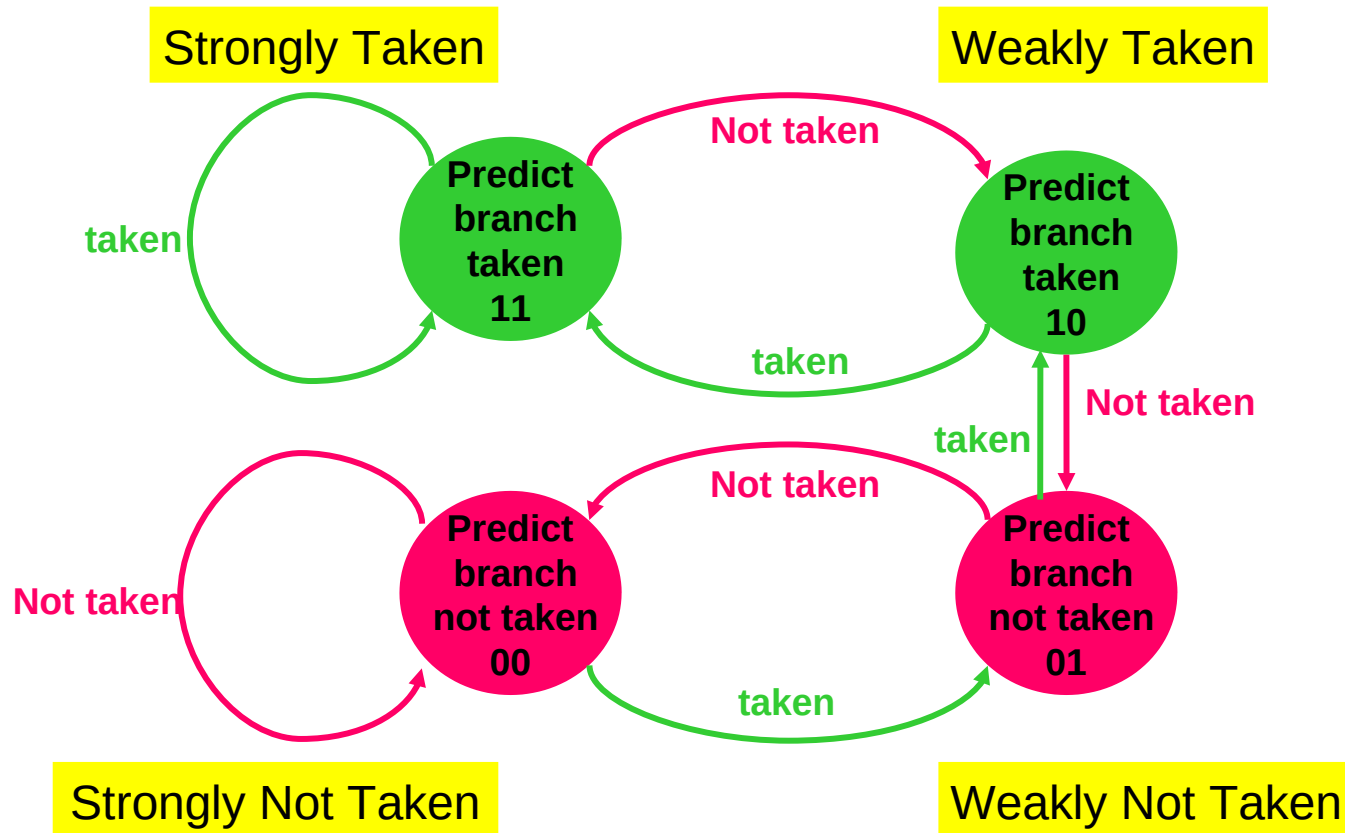 Strongly Taken
Weakly Taken
Not taken
Predict
branch
taken
11
Predict
branch
taken
10
taken
taken
Not taken
taken
Not taken
Predict
branch
not taken
00
Predict
branch
not taken
01
Not taken
taken
Strongly Not Taken
Weakly Not Taken